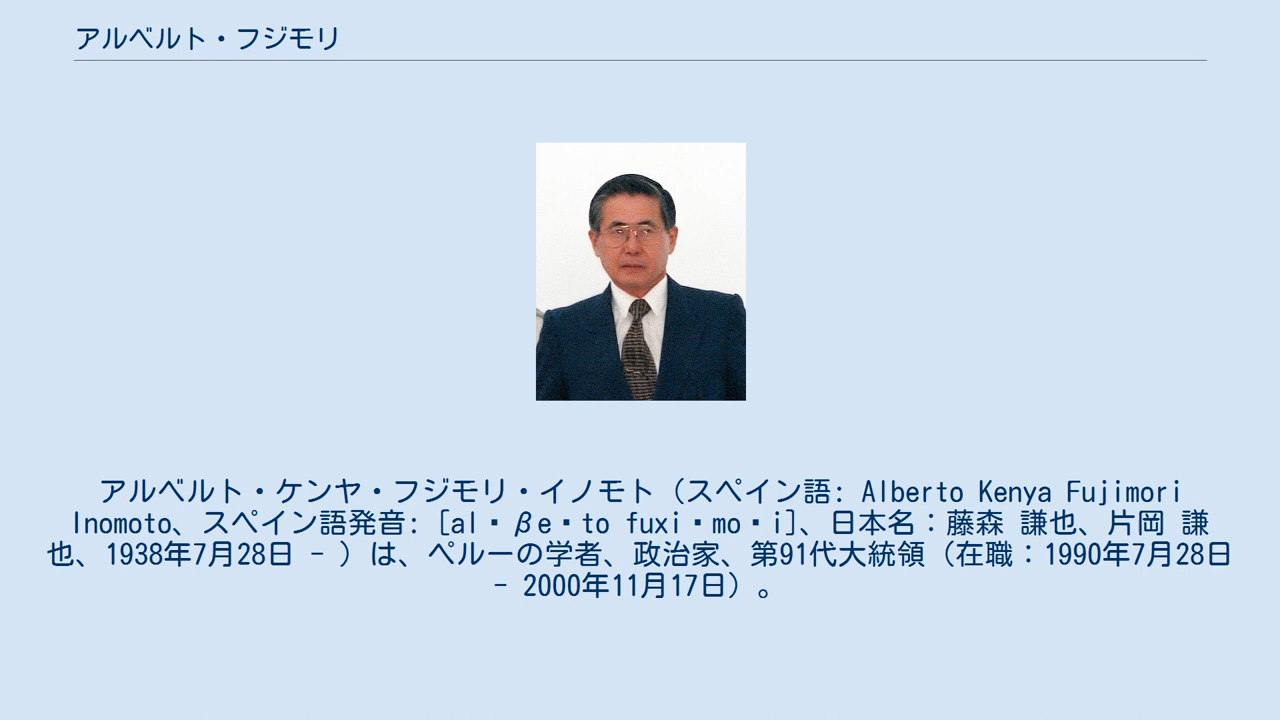 アルベルト・フジモリ
アルベルト・ケンヤ・フジモリ・イノモト（スペイン語: Alberto Kenya Fujimori
Inomoto、スペイン語発音: [al·βe·to fuxi·mo·i]、日本名：藤森 謙也、片岡 謙
也、1938年7月28日 - ）は、ペルーの学者、政治家、第91代大統領（在職：1990年7月28日
- 2000年11月17日）。